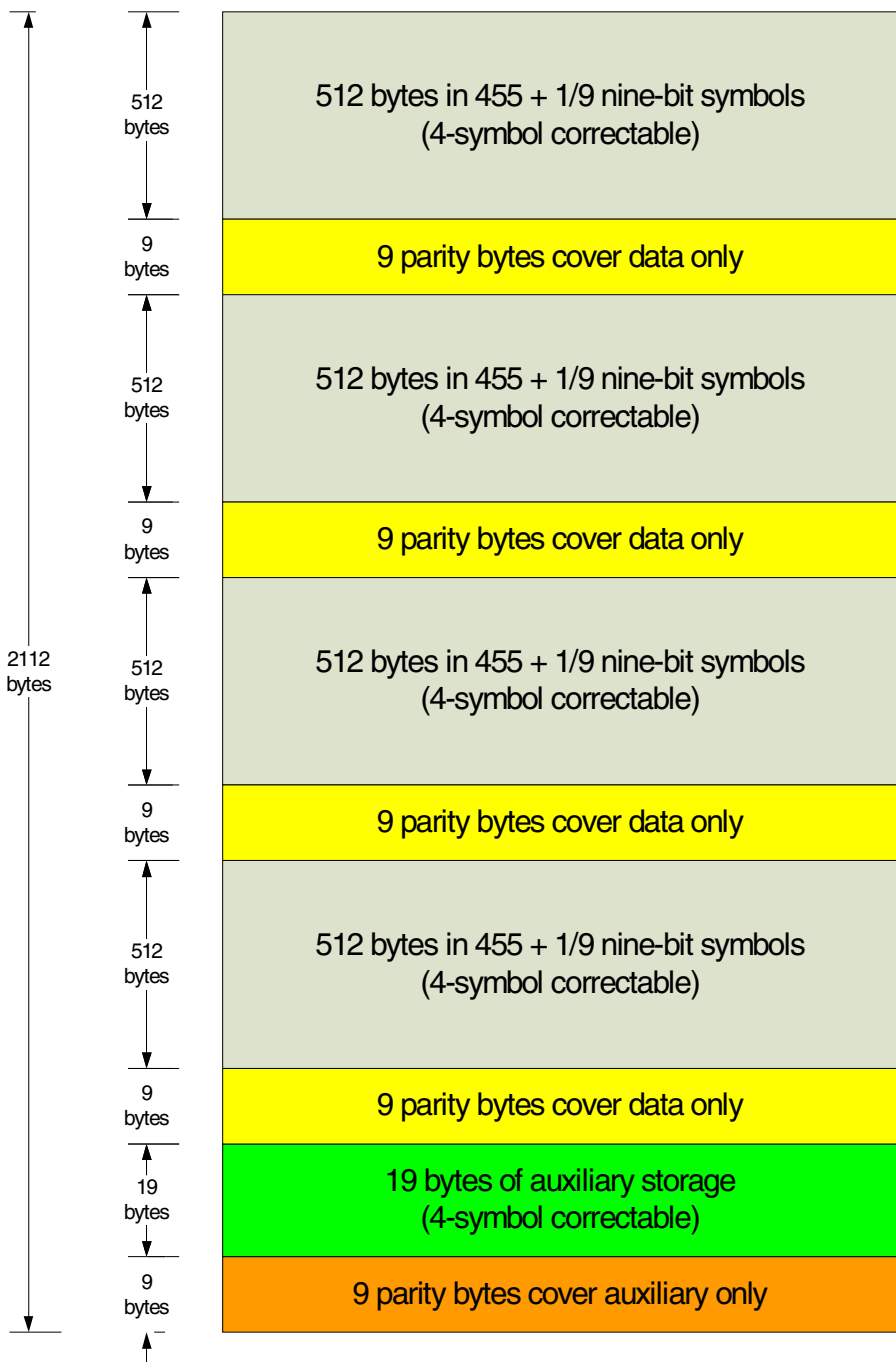 512
bytes
512 bytes in 455 + 1/9 nine-bit symbols
(4-symbol correctable)
9
bytes
9 parity bytes cover data only
512
bytes
512 bytes in 455 + 1/9 nine-bit symbols
(4-symbol correctable)
9
bytes
9 parity bytes cover data only
2112
bytes
512
bytes
512 bytes in 455 + 1/9 nine-bit symbols
(4-symbol correctable)
9
bytes
9 parity bytes cover data only
512
bytes
512 bytes in 455 + 1/9 nine-bit symbols
(4-symbol correctable)
9
bytes
9 parity bytes cover data only
19
bytes
19 bytes of auxiliary storage
(4-symbol correctable)
9
bytes
9 parity bytes cover auxiliary only